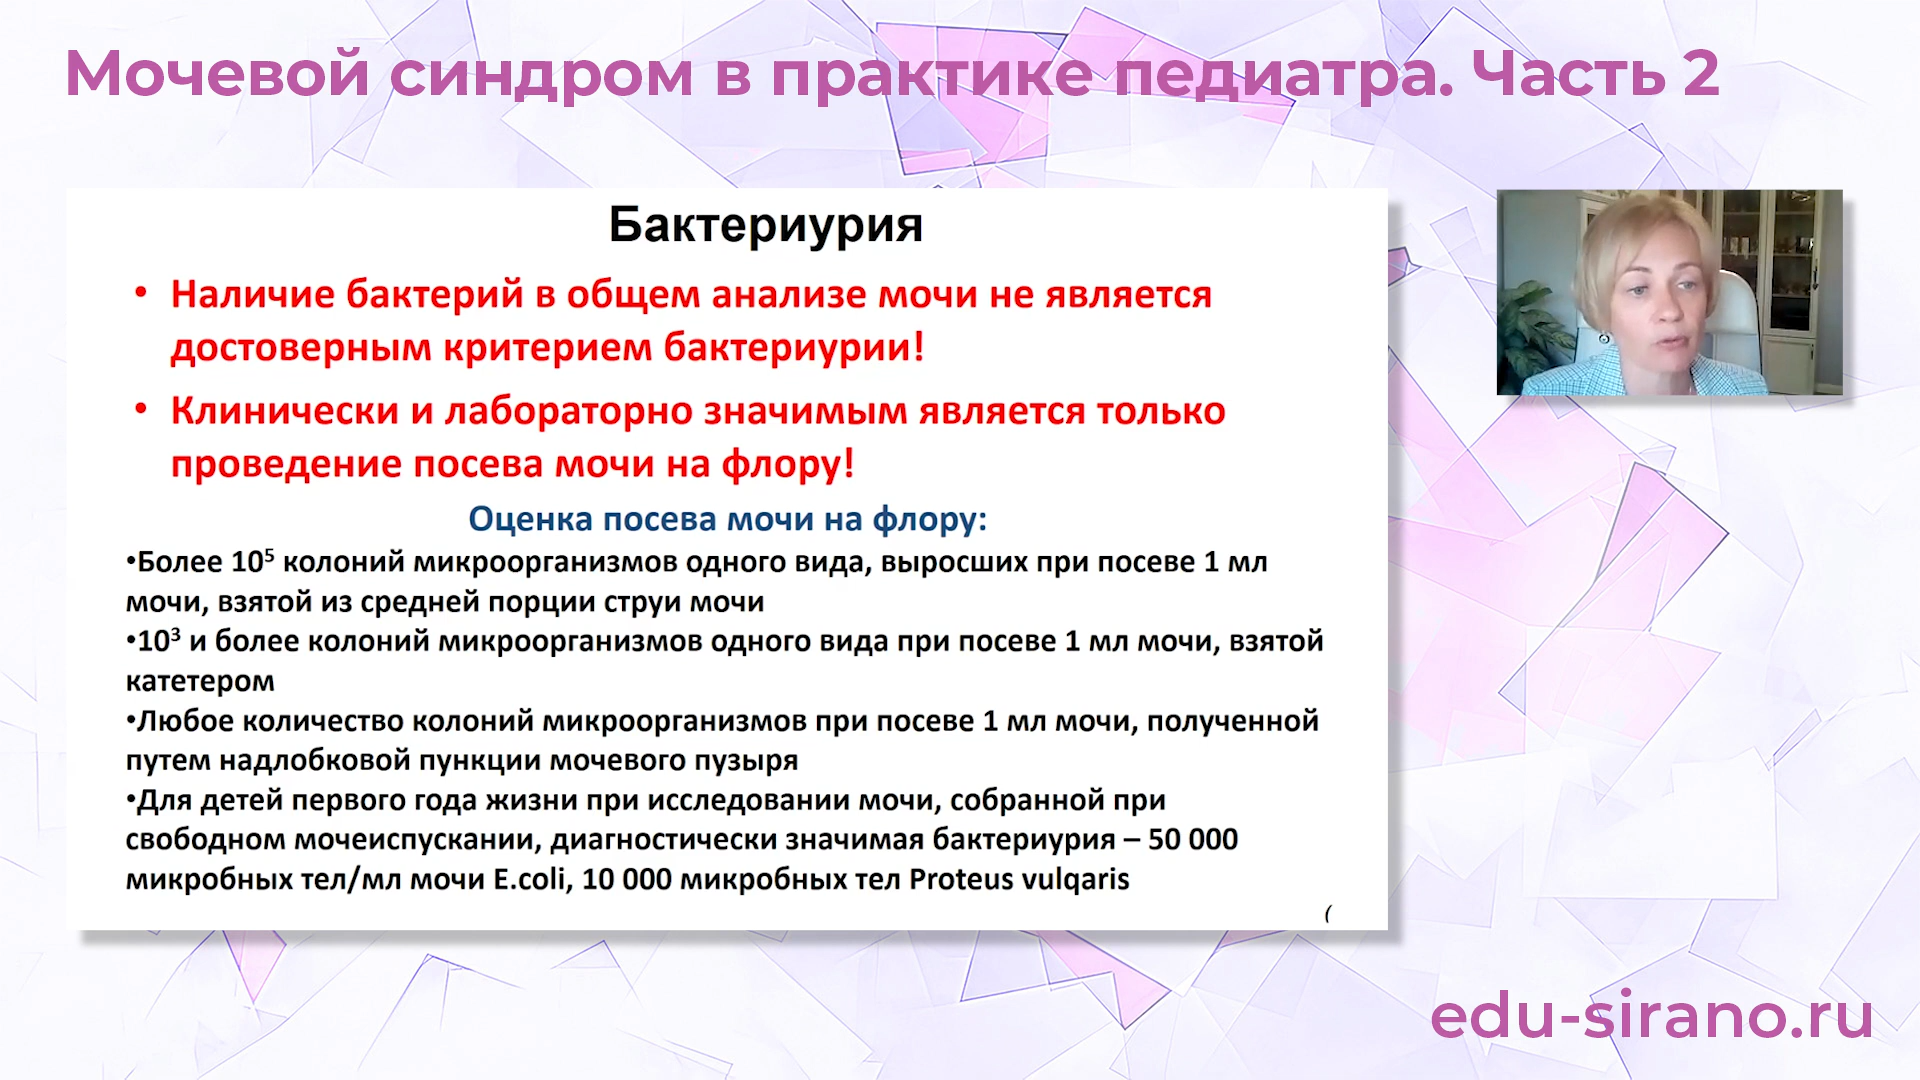 Мочевой синдром в практике педиатра. Часть 2
Бактериурия
• Наличие бактерий в общем анализе мочи не является
достоверным критерием бактериурии!
• Клинически и лабораторно значимым является только
проведение посева мочи на флору!
Оценка посева мочи на флору:
•Более 10⁵ колоний микроорганизмов одного вида, выросших при посеве 1 мл
мочи, взятой из средней порции струи мочи
•10³ и более колоний микроорганизмов одного вида при посеве 1 мл мочи, взятой
катетером
•Любое количество колоний микроорганизмов при посеве 1 мл мочи, полученной
путем надлобковой пункции мочевого пузыря
•Для детей первого года жизни при исследовании мочи, собранной при
свободном мочеиспускании, диагностически значимая бактериурия – 50 000
микробных тел/мл мочи E.coli, 10 000 микробных тел Proteus vulqaris
(
edu-sirano.ru